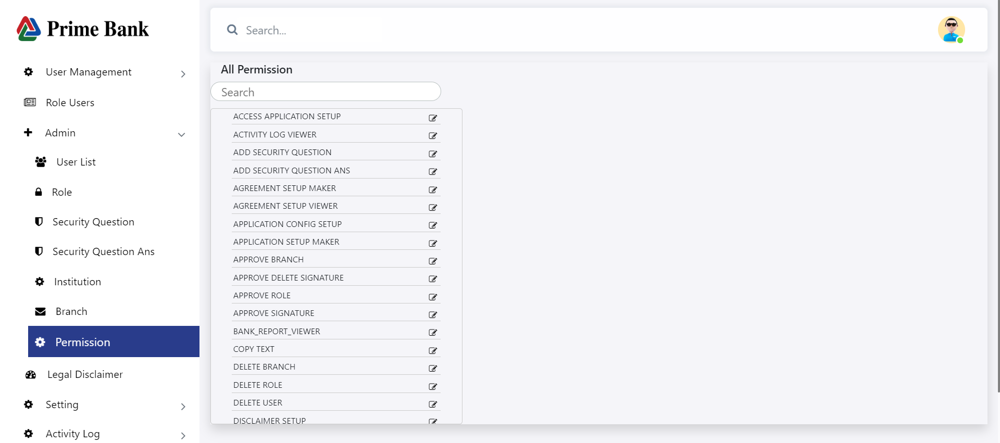 Prime Bank
User Management
Role Users
Admin
User List
Role
Security Question
Security Question Ans
Institution
Branch
Permission
Legal Disclaimer
Setting
Activity Log
Search...
All Permission
Search
ACCESS APPLICATION SETUP
ACTIVITY LOG VIEWER
ADD SECURITY QUESTION
ADD SECURITY QUESTION ANS
AGREEMENT SETUP MAKER
AGREEMENT SETUP VIEWER
APPLICATION CONFIG SETUP
APPLICATION SETUP MAKER
APPROVE BRANCH
APPROVE DELETE SIGNATURE
APPROVE ROLE
APPROVE SIGNATURE
BANK_REPORT_VIEWER
COPY TEXT
DELETE BRANCH
DELETE ROLE
DELETE USER
DISCLAIMER SETUP